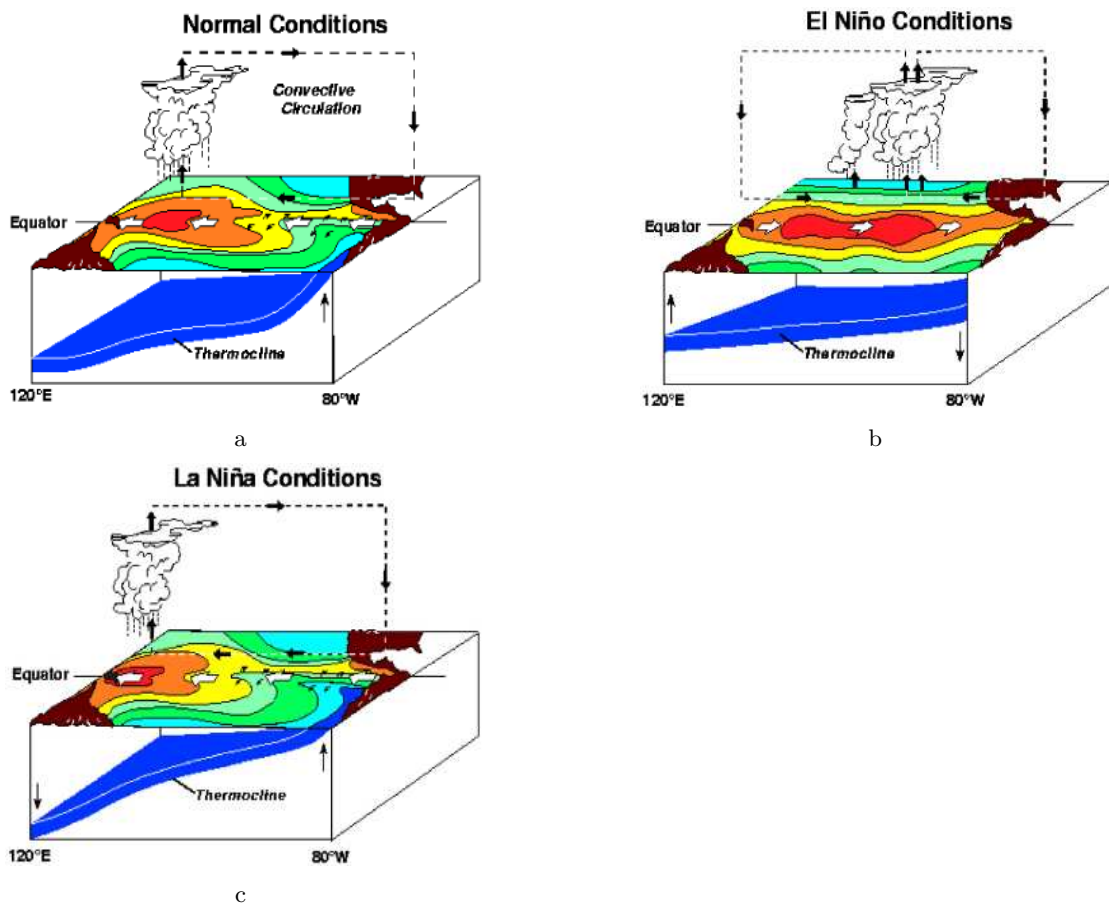 Normal Conditions
Convective
Circulation
Equator
Thermocline
120°E
80°W
a
El Niño Conditions
Equator
Thermocline
120°E
80°W
b
La Niña Conditions
Equator
Thermocline
120°E
80°W
c